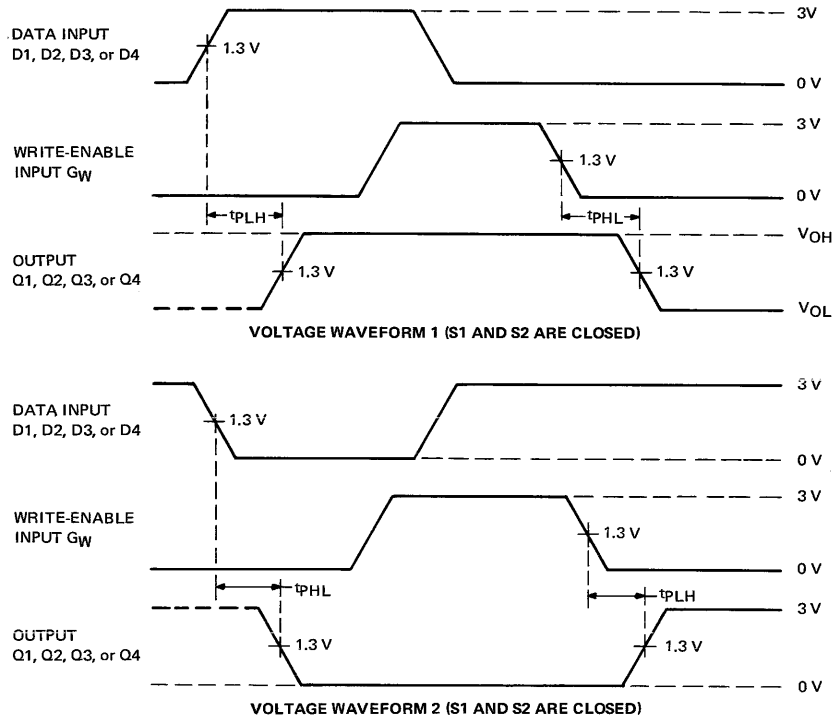 DATA INPUT
D1, D2, D3, or D4
1.3 V
3V
0 V
WRITE-ENABLE
INPUT GW
3 V
1.3 V
0 V
tPLH
tPHL
VOH
OUTPUT
Q1, Q2, Q3, or Q4
1.3 V
1.3 V
VOL
VOLTAGE WAVEFORM 1 (S1 AND S2 ARE CLOSED)
3 V
DATA INPUT
D1, D2, D3, or D4
1.3 V
0 V
3 V
WRITE-ENABLE
INPUT GW
1.3 V
0 V
tPHL
tPLH
3 V
OUTPUT
Q1, Q2, Q3, or Q4
1.3 V
1.3 V
0 V
VOLTAGE WAVEFORM 2 (S1 AND S2 ARE CLOSED)